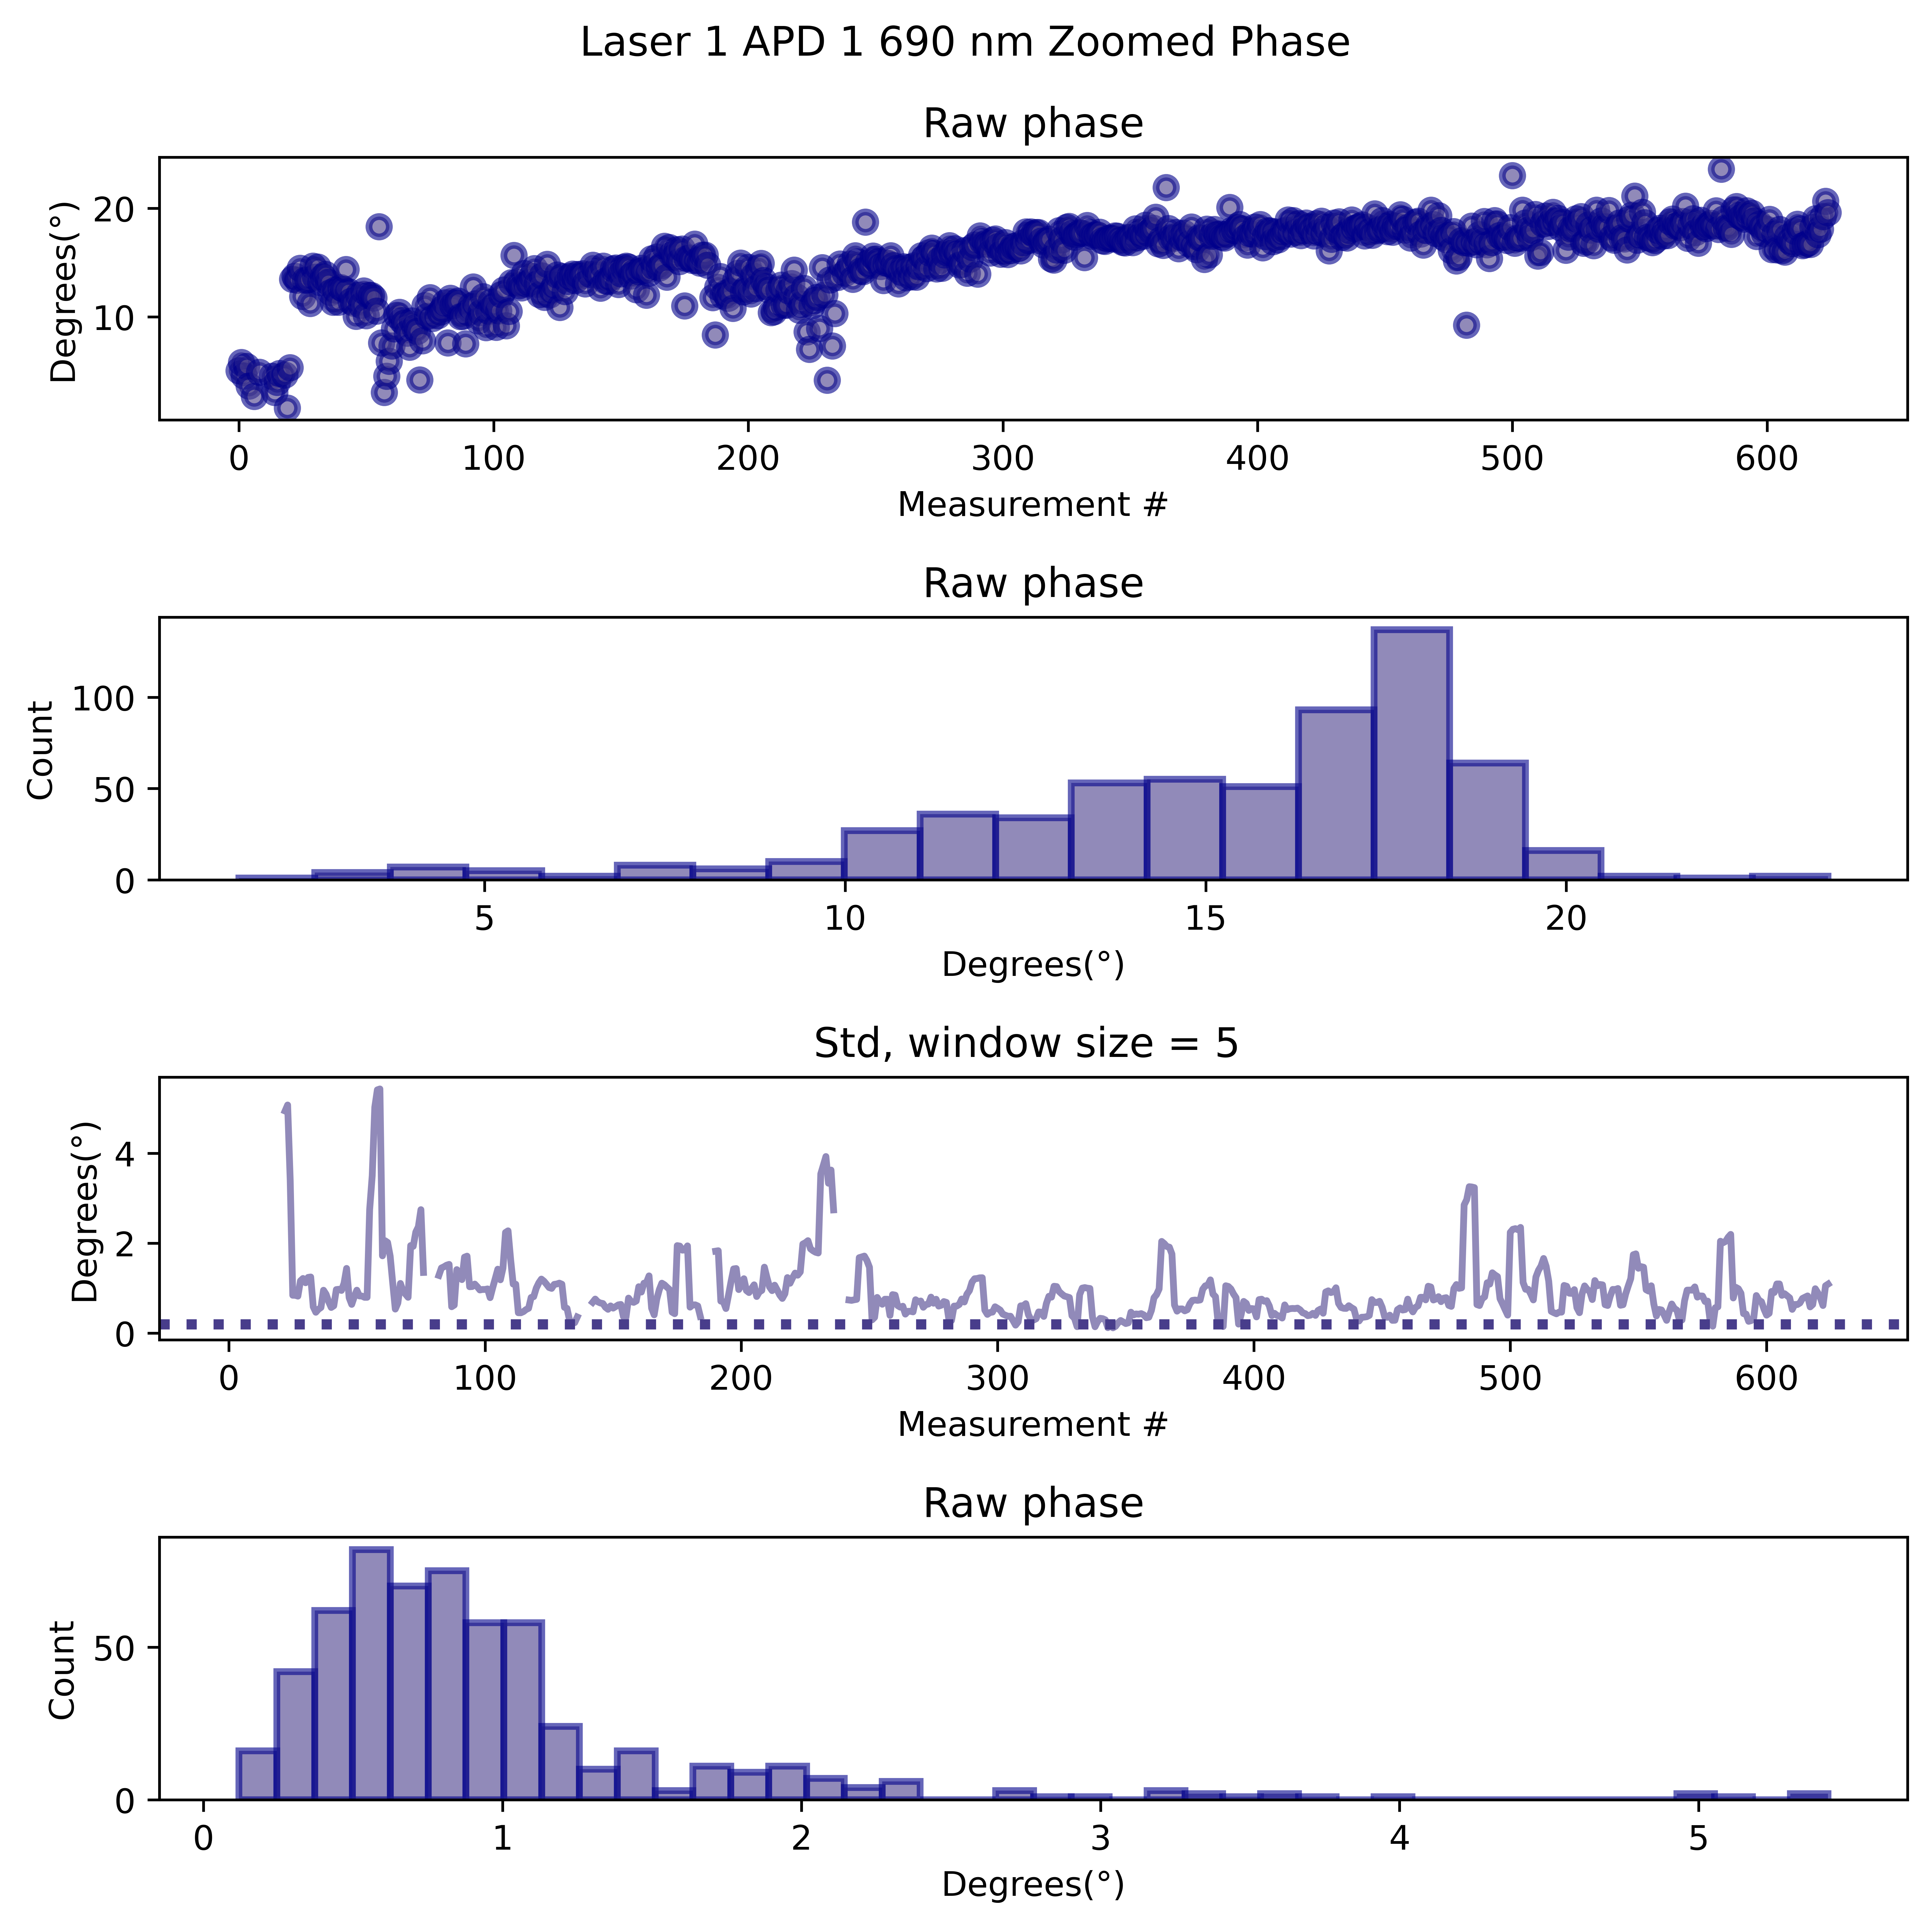 Laser 1 APD 1 690 nm Zoomed Phase
Raw phase
Degrees(°)
20
10
0 100 200 300 400 500 600
Measurement #
Raw phase
Count
100
50
0
5 10 15 20
Degrees(°)
Std, window size = 5
Degrees(°)
4
2
0
0 100 200 300 400 500 600
Measurement #
Raw phase
Count
50
0
0 1 2 3 4 5
Degrees(°)